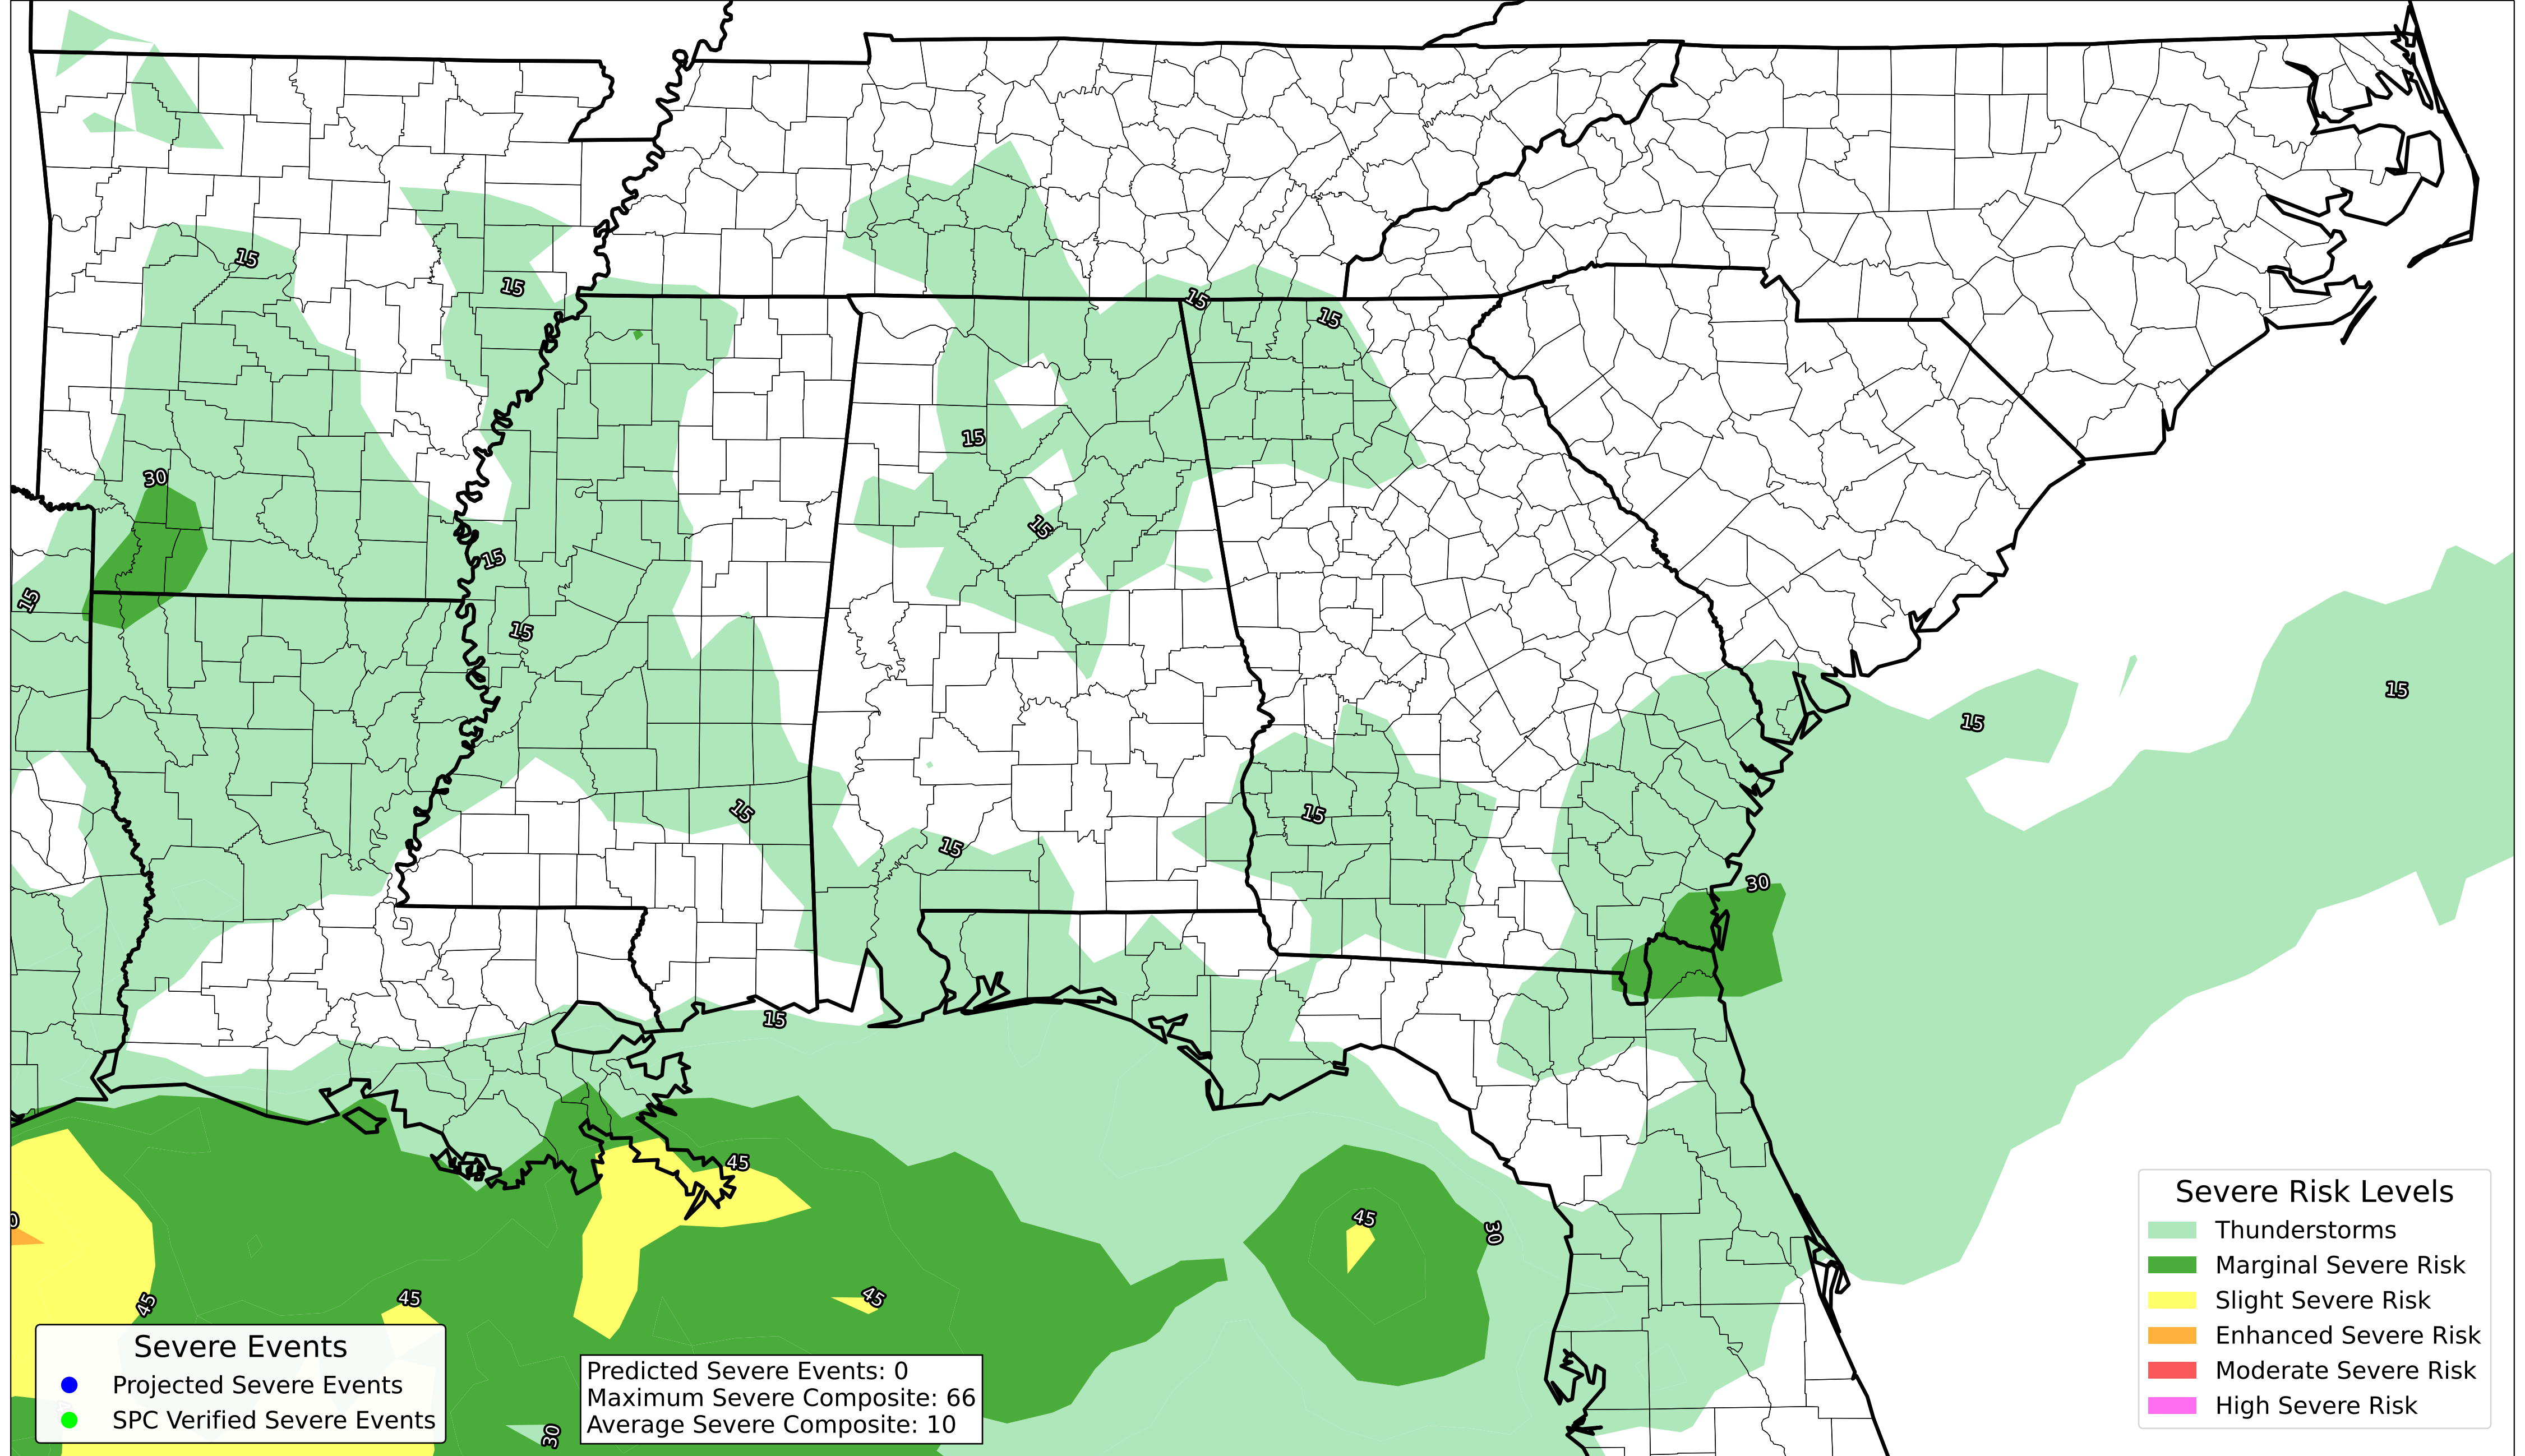 15
15
15
15
15
30
15
15
15
15
15
15
15
15
15
15
30
15
45
0
45
30
45
45
45
30
Severe Risk Levels
Thunderstorms
Marginal Severe Risk
Slight Severe Risk
Enhanced Severe Risk
Moderate Severe Risk
High Severe Risk
Severe Events
Projected Severe Events
SPC Verified Severe Events
Predicted Severe Events: 0
Maximum Severe Composite: 66
Average Severe Composite: 10